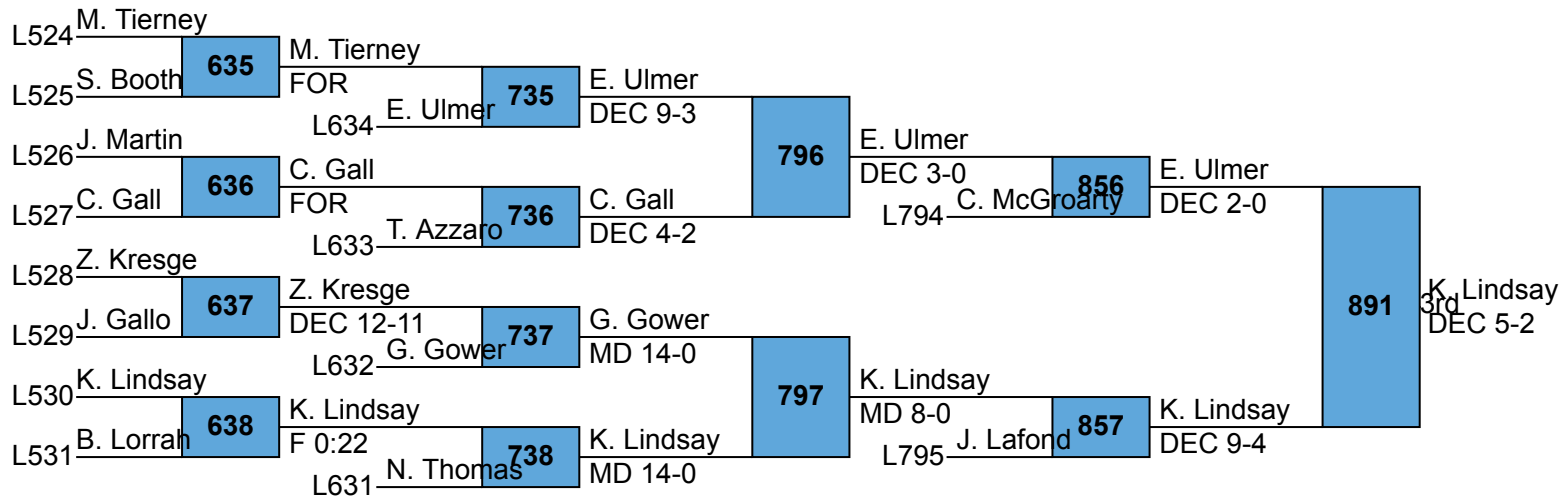 M. Tierney
L524
635
M. Tierney
S. Booth
L525
FOR
735
E. Ulmer
E. Ulmer
L634
DEC 9-3
J. Martin
L526
796
E. Ulmer
636
C. Gall
DEC 3-0
856
E. Ulmer
C. Gall
L527
FOR
736
C. Gall
L794
C. McGroarty
DEC 2-0
T. Azzaro
L633
DEC 4-2
Z. Kresge
L528
637
Z. Kresge
891
K. Lindsay
3rd
DEC 5-2
J. Gallo
L529
DEC 12-11
737
G. Gower
G. Gower
L632
MD 14-0
K. Lindsay
L530
797
K. Lindsay
638
K. Lindsay
MD 8-0
857
K. Lindsay
B. Lorrah
L531
F 0:22
738
K. Lindsay
L795
J. Lafond
DEC 9-4
N. Thomas
L631
MD 14-0